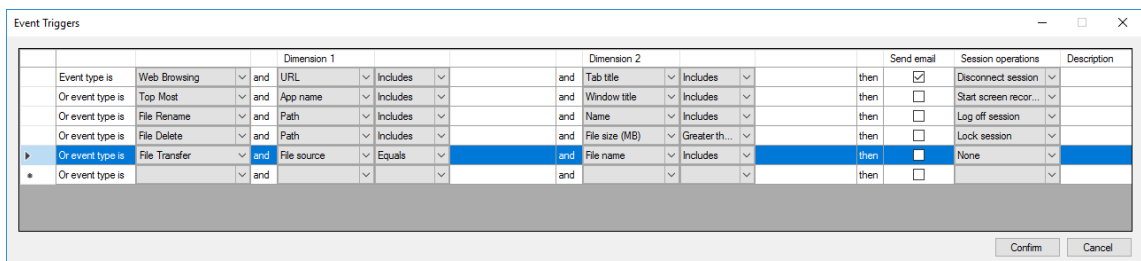 Event Triggers
Dimension 1 Dimension 2 Send email Session operations Description
Event type is Web Browsing and URL Includes and Tab title Includes then Disconnect session
Or event type is Top Most and App name Includes and Window title Includes then Start screen recor...
Or event type is File Rename and Path Includes and Name Includes then Log off session
Or event type is File Delete and Path Includes and File size (MB) Greater th... then Lock session
Or event type is File Transfer and File source Equals and File name Includes then None
Or event type is and and then
Confirm Cancel